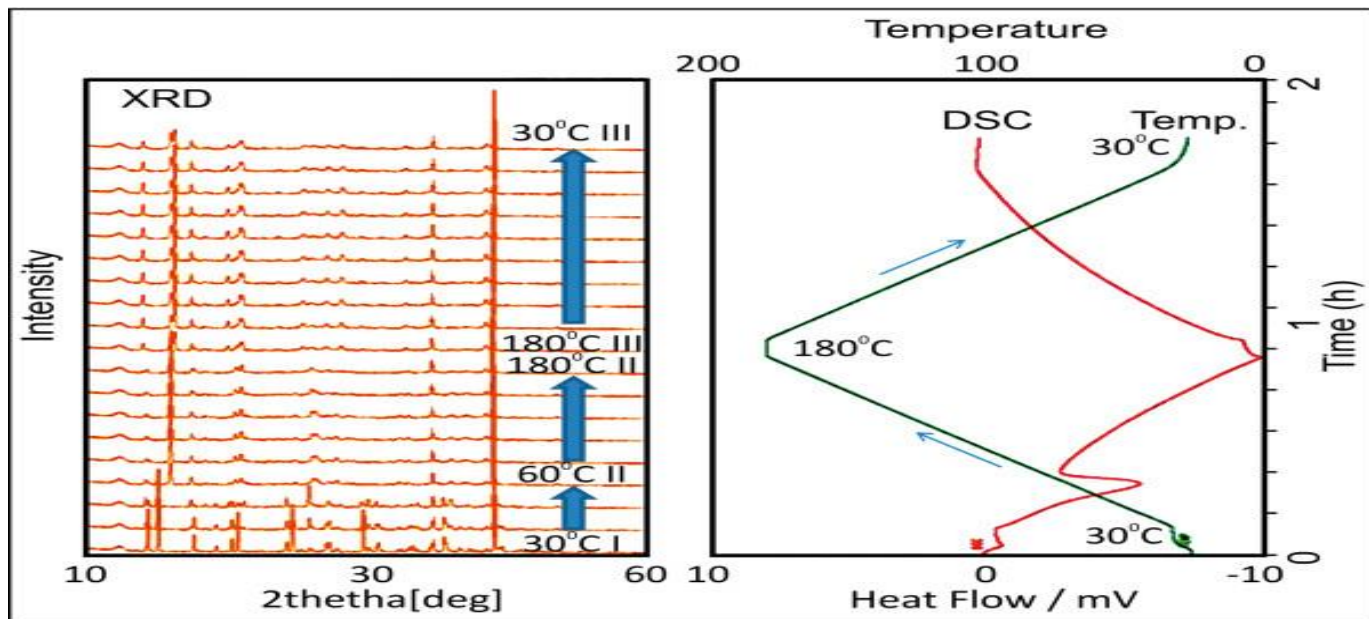 Temperature
200 100 0
XRD
30°C III
180°C III
180°C II
60°C II
30°C I
Intensity
10 30 60
2thetha[deg]
DSC Temp.
30°C
180°C
30°C
2
1
0
Time (h)
10 0 -10
Heat Flow / mV